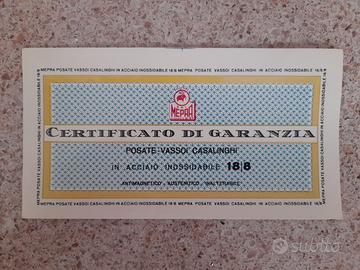 MEPRA POSATE VASSOI CASALINGHI IN ACCIAIO INOSSIDABILE 18/8
MEPRA
CERTIFICATO DI GARANZIA
POSATE-VASSOI CASALINGHI
IN ACCIAIO INOSSIDABILE 18/8
ANTIMAGNETICO - AUSTENITICO - INALTERABILE
MEPRA POSATE VASSOI CASALINGHI IN ACCIAIO INOSSIDABILE 18/8
subito